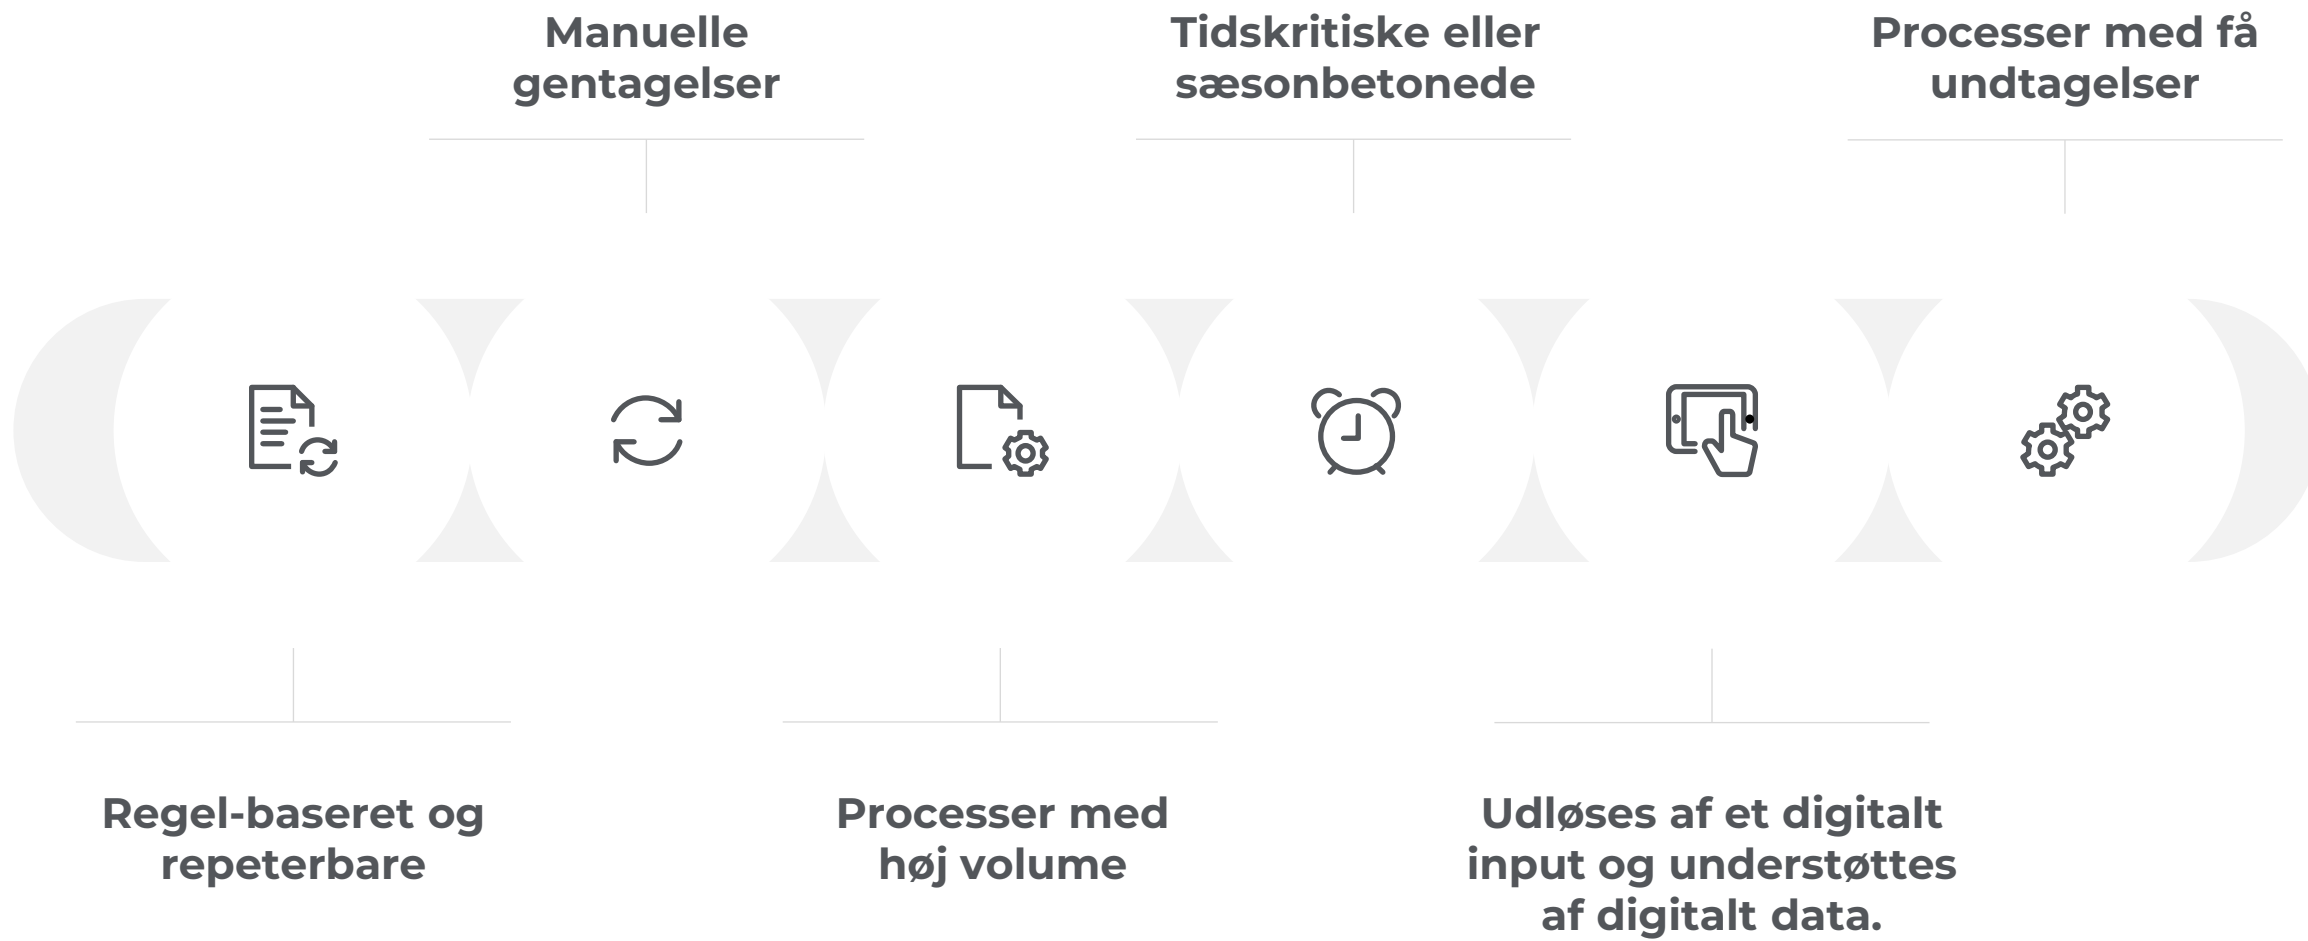 Manuelle
gentagelser
Tidskritiske eller
sæsonbetonede
Processer med få
undtagelser
Regel-baseret og
repeterbare
Processer med
høj volume
Udløses af et digitalt
input og understøttes
af digitalt data.